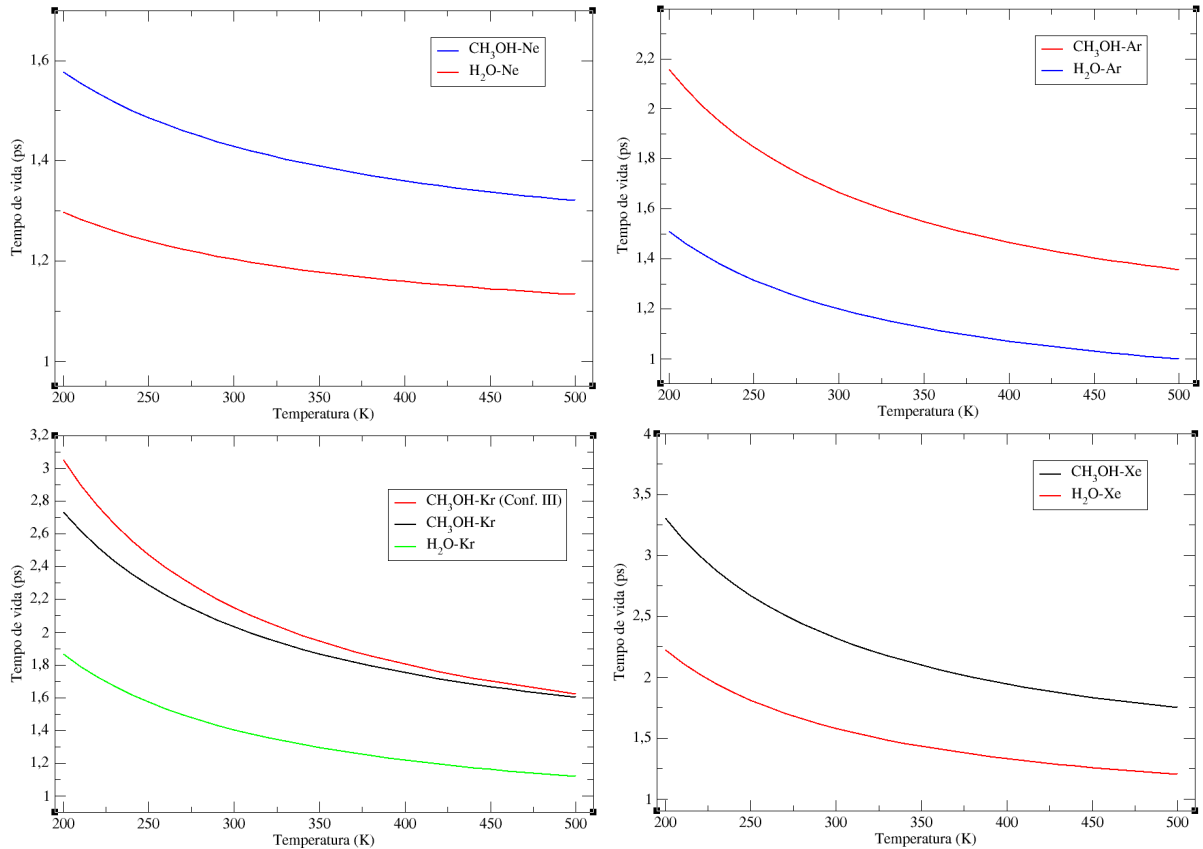 1,6
1,4
1,2
1
Tempo de vida (ps)
CH₃OH-Ne
H₂O-Ne
200 250 300 350 400 450 500
Temperatura (K)
2,2
2
1,8
1,6
1,4
1,2
1
Tempo de vida (ps)
CH₃OH-Ar
H₂O-Ar
200 250 300 350 400 450 500
Temperatura (K)
3,2
3
2,8
2,6
2,4
2,2
2
1,8
1,6
1,4
1,2
1
Tempo de vida (ps)
CH₃OH-Kr (Conf. III)
CH₃OH-Kr
H₂O-Kr
200 250 300 350 400 450 500
Temperatura (K)
4
3,5
3
2,5
2
1,5
1
Tempo de vida (ps)
CH₃OH-Xe
H₂O-Xe
200 250 300 350 400 450 500
Temperatura (K)